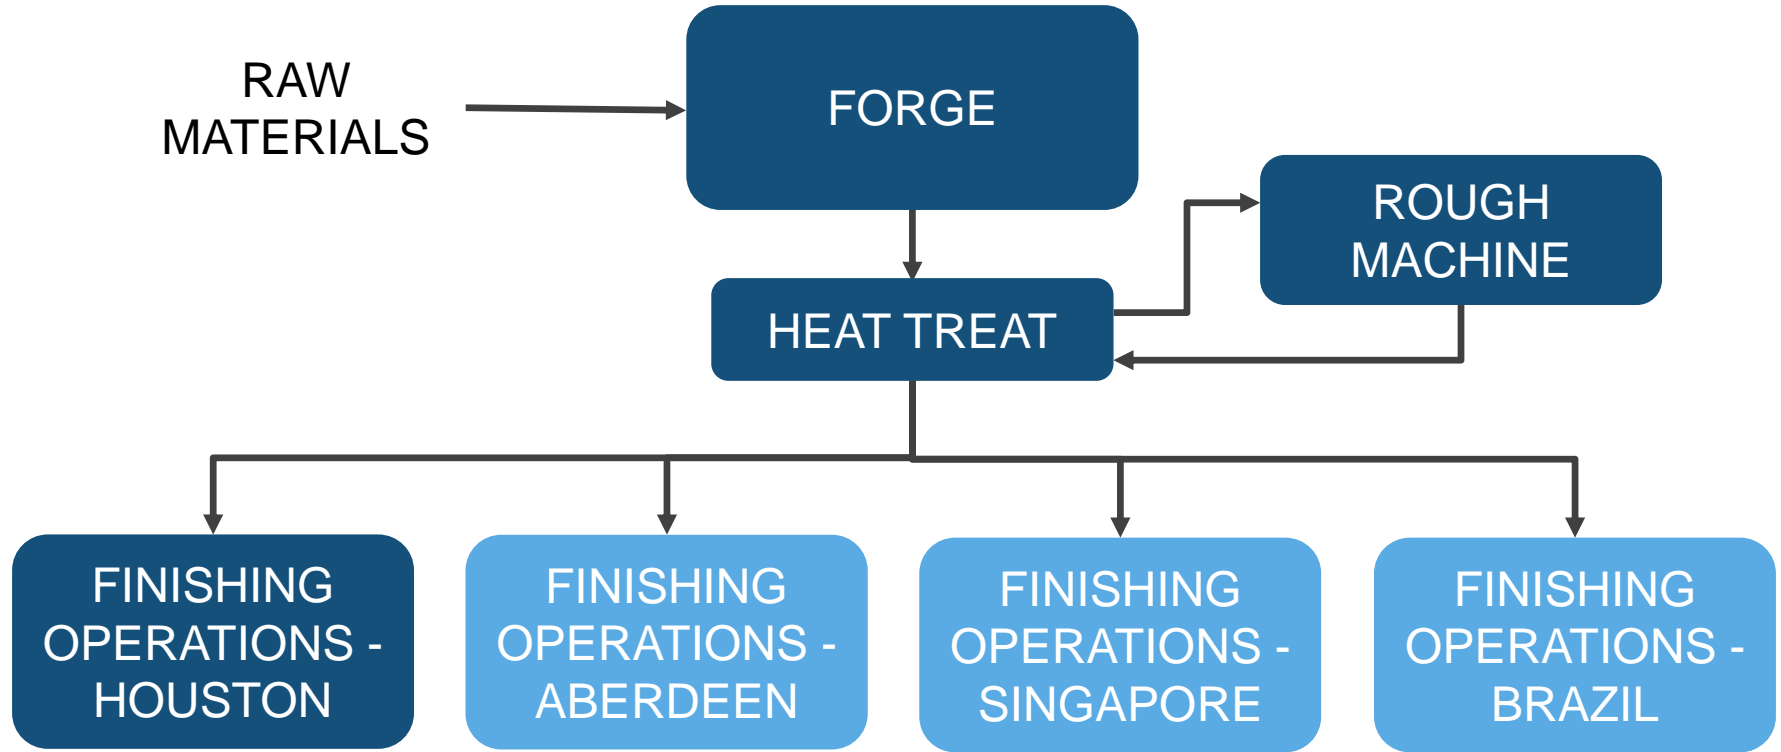 RAW
MATERIALS
FORGE
ROUGH
MACHINE
HEAT TREAT
FINISHING
OPERATIONS -
HOUSTON
FINISHING
OPERATIONS -
ABERDEEN
FINISHING
OPERATIONS -
SINGAPORE
FINISHING
OPERATIONS -
BRAZIL